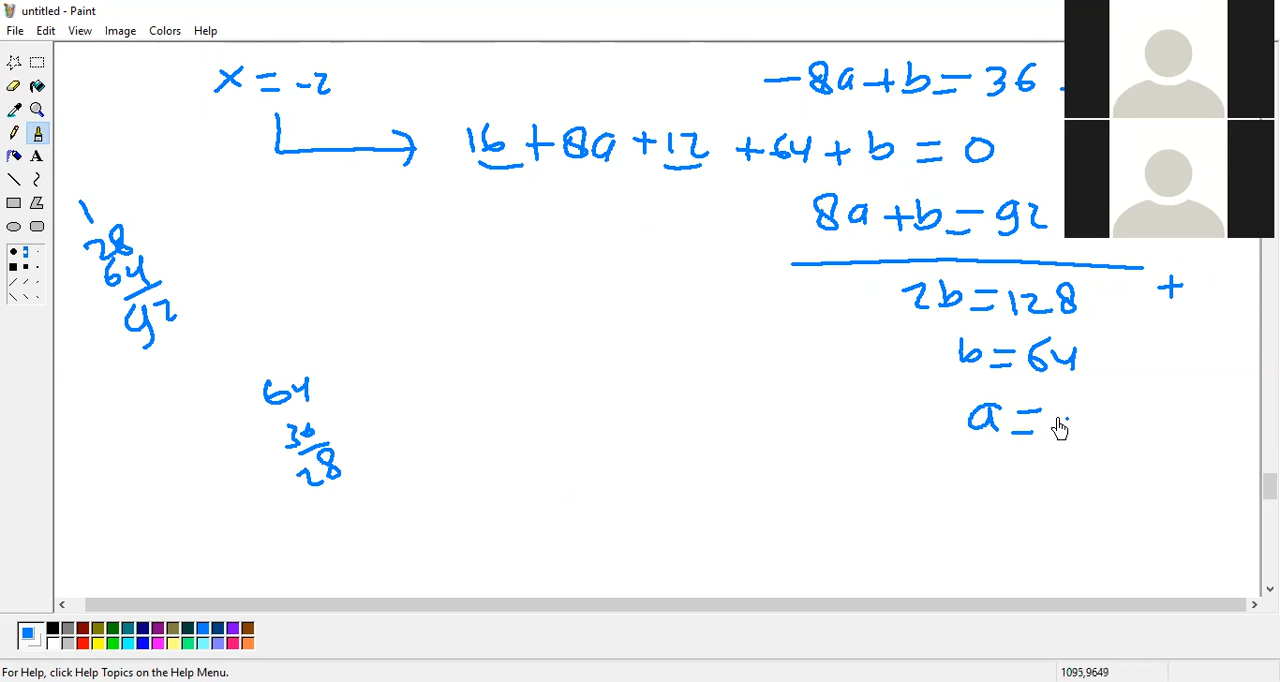 untitled - Paint
File Edit View Image Colors Help
x = -2
-8a + b = 36
16 + 8a + 12 + 64 + b = 0
8a + b = 92
1
28
64
92
2b = 128 +
b = 64
a =
64
36
28
For Help, click Help Topics on the Help Menu.
1095,9649